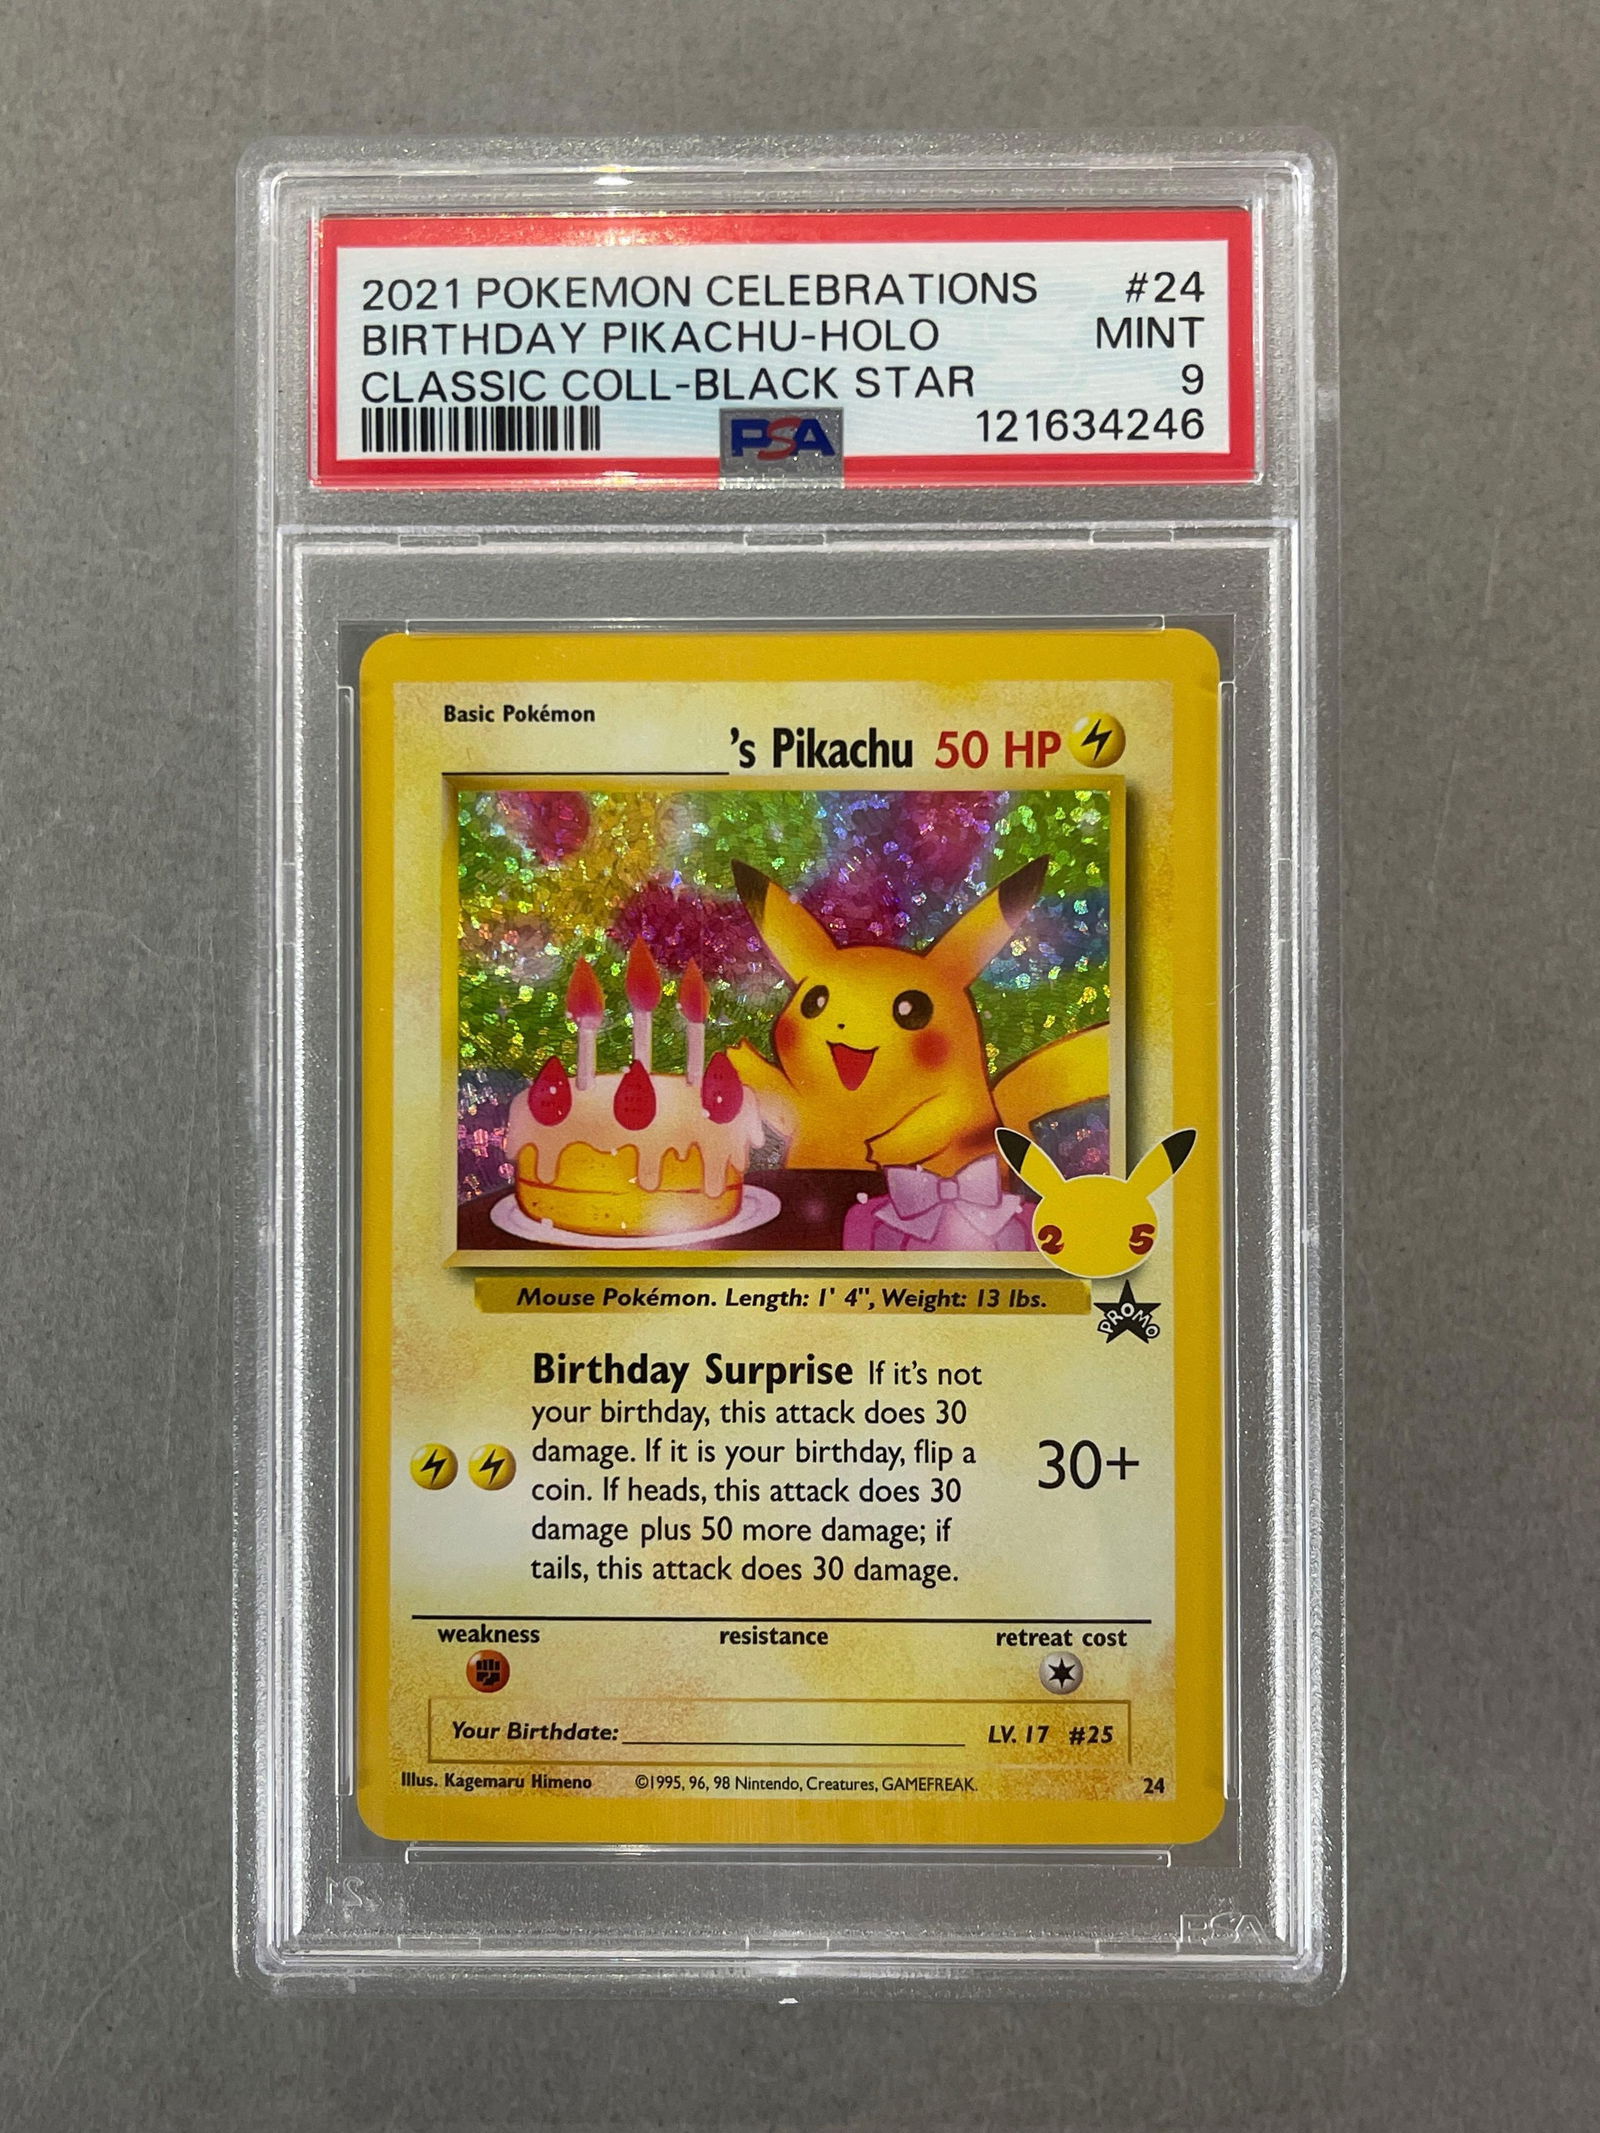 2021 POKEMON CELEBRATIONS #24
BIRTHDAY PIKACHU-HOLO MINT
CLASSIC COLL-BLACK STAR 9
PSA 121634246
Basic Pokémon
's Pikachu 50 HP
2 5
Mouse Pokémon. Length: 1' 4", Weight: 13 lbs.
PROMO
Birthday Surprise If it's not
your birthday, this attack does 30
damage. If it is your birthday, flip a
coin. If heads, this attack does 30
damage plus 50 more damage; if
tails, this attack does 30 damage.
30+
weakness resistance retreat cost
Your Birthdate: LV. 17 #25
Illus. Kagemaru Himeno ©1995, 96, 98 Nintendo, Creatures, GAMEFREAK. 24
PSA